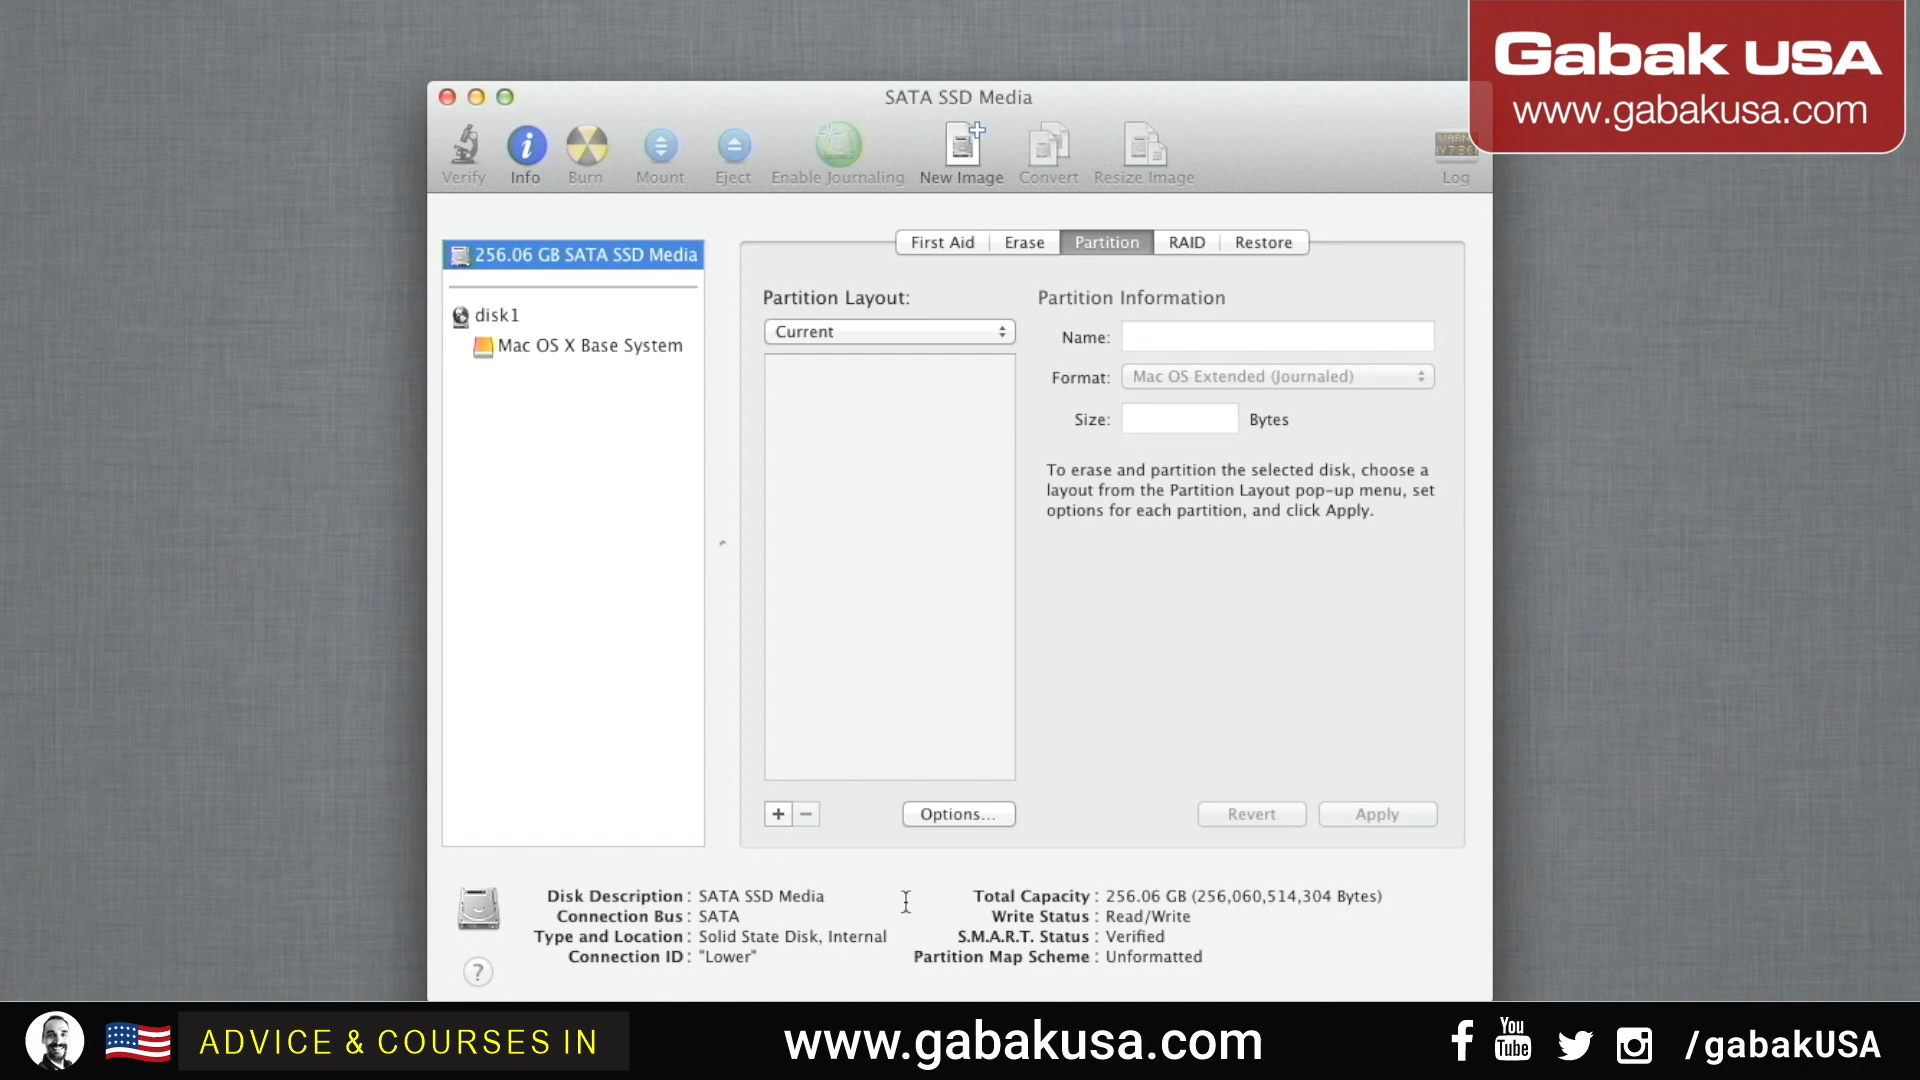 Gabak USA
www.gabakusa.com
SATA SSD Media
Verify
Info
Burn
Mount
Eject
Enable Journaling
New Image
Convert
Resize Image
Log
256.06 GB SATA SSD Media
disk1
Mac OS X Base System
First Aid
Erase
Partition
RAID
Restore
Partition Layout:
Current
Partition Information
Name:
Format: Mac OS Extended (Journaled)
Size: Bytes
To erase and partition the selected disk, choose a
layout from the Partition Layout pop-up menu, set
options for each partition, and click Apply.
+ −
Options...
Revert
Apply
Disk Description : SATA SSD Media
Connection Bus : SATA
Type and Location : Solid State Disk, Internal
Connection ID : "Lower"
Total Capacity : 256.06 GB (256,060,514,304 Bytes)
Write Status : Read/Write
S.M.A.R.T. Status : Verified
Partition Map Scheme : Unformatted
?
ADVICE & COURSES IN
www.gabakusa.com
f
You
Tube
/gabakUSA